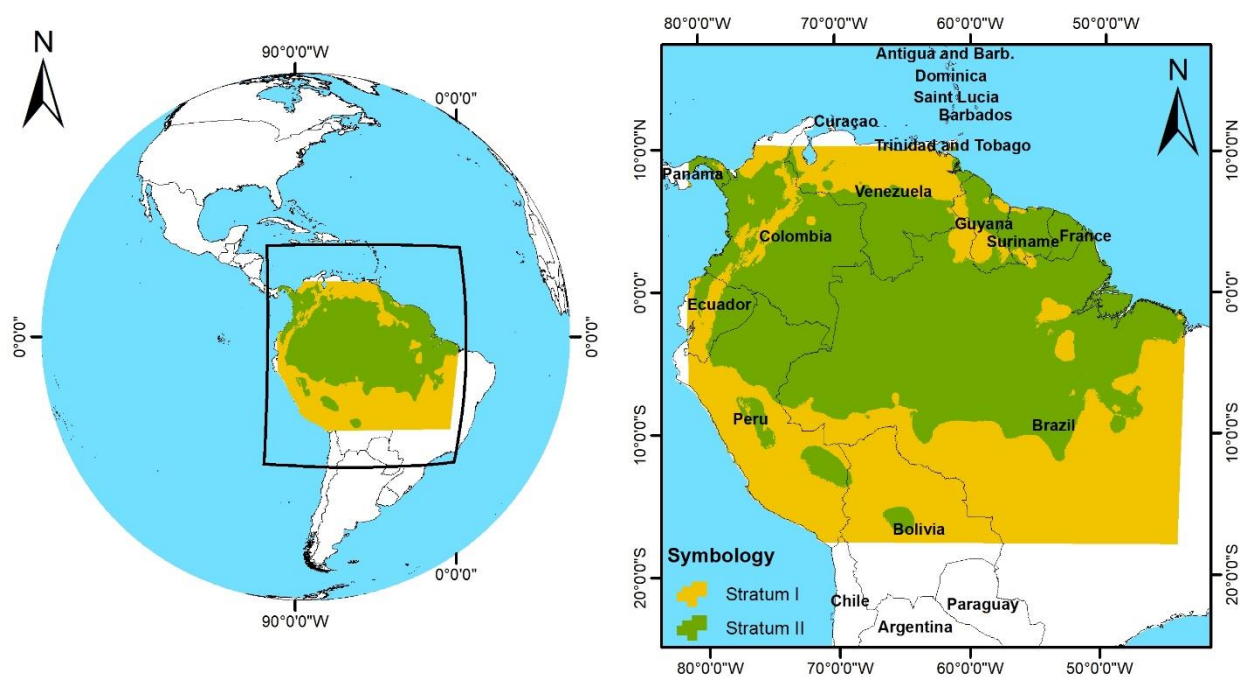 N
90°0'0"W
0°0'0"
0°0'0"
0°0'0"
0°0'0"
90°0'0"W
80°0'0"W 70°0'0"W 60°0'0"W 50°0'0"W
N
Antigua and Barb.
Dominica
Saint Lucia
Barbados
Curaçao
Trinidad and Tobago
10°0'0"N
10°0'0"N
Panamá
Venezuela
Guyana
Colombia
Suriname
France
0°0'0"
0°0'0"
Ecuador
Peru
Brazil
10°0'0"S
10°0'0"S
Bolivia
Symbology
Stratum I
Stratum II
20°0'0"S
20°0'0"S
Chile
Paraguay
Argentina
80°0'0"W 70°0'0"W 60°0'0"W 50°0'0"W